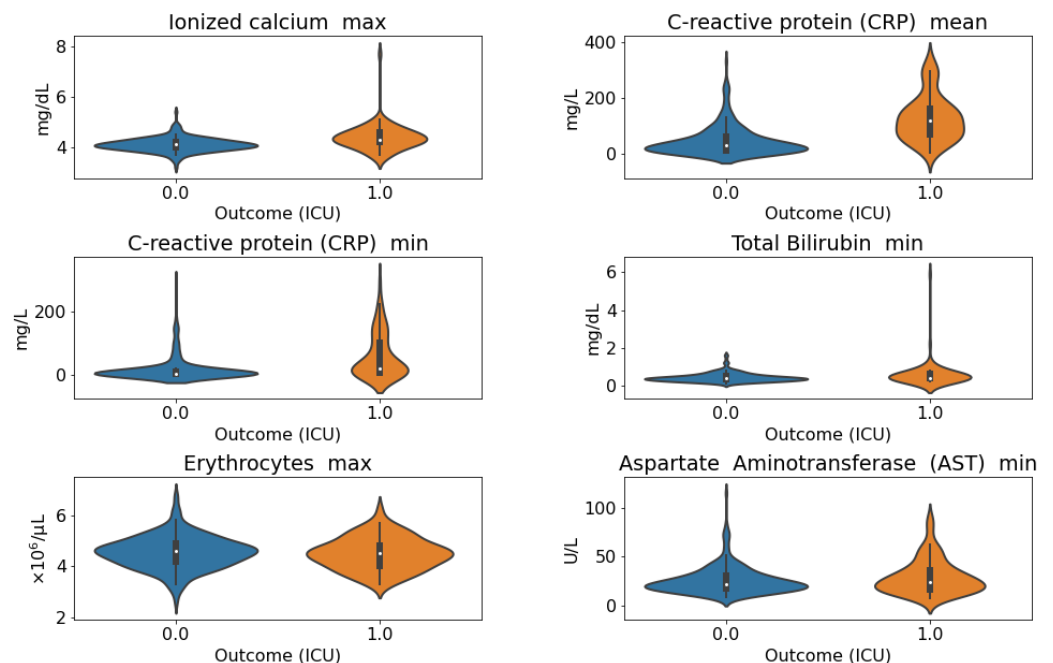 Ionized calcium  max
mg/dL
8
6
4
0.0
1.0
Outcome (ICU)
C-reactive protein (CRP)  mean
mg/L
400
200
0
0.0
1.0
Outcome (ICU)
C-reactive protein (CRP)  min
mg/L
200
0
0.0
1.0
Outcome (ICU)
Total Bilirubin  min
mg/dL
6
4
2
0
0.0
1.0
Outcome (ICU)
Erythrocytes  max
×10⁶/µL
6
4
2
0.0
1.0
Outcome (ICU)
Aspartate  Aminotransferase  (AST)  min
U/L
100
50
0
0.0
1.0
Outcome (ICU)